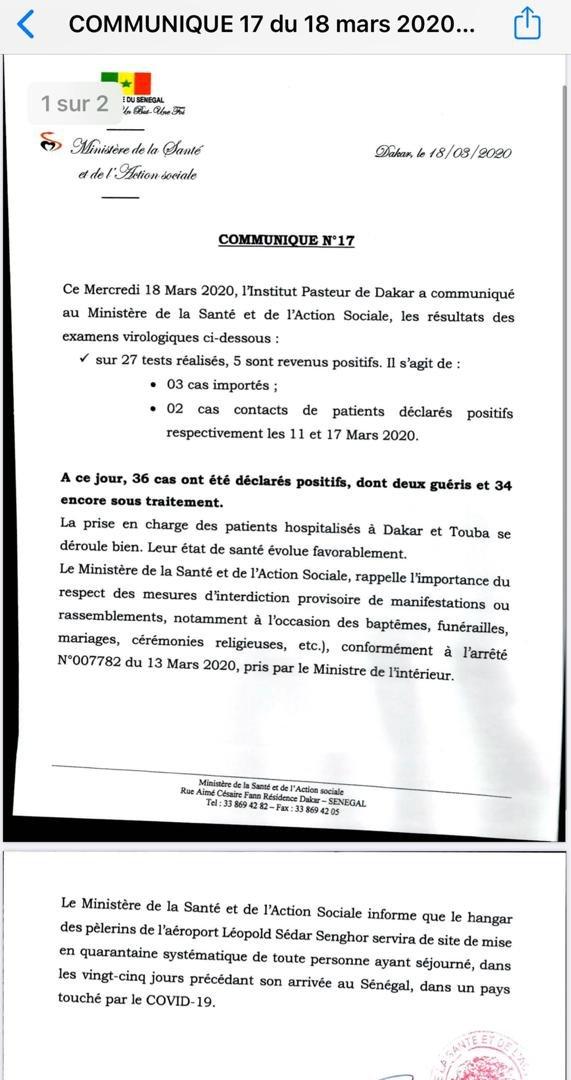 COMMUNIQUE 17 du 18 mars 2020...
1 sur 2
E DU SENEGAL
Un But-Une Foi
Ministère de la Santé
et de l'Action sociale
Dakar, le 18/03/2020
COMMUNIQUE N°17
Ce Mercredi 18 Mars 2020, l'Institut Pasteur de Dakar a communiqué
au Ministère de la Santé et de l'Action Sociale, les résultats des
examens virologiques ci-dessous :
✓ sur 27 tests réalisés, 5 sont revenus positifs. Il s'agit de :
• 03 cas importés ;
• 02 cas contacts de patients déclarés positifs
respectivement les 11 et 17 Mars 2020.
A ce jour, 36 cas ont été déclarés positifs, dont deux guéris et 34
encore sous traitement.
La prise en charge des patients hospitalisés à Dakar et Touba se
déroule bien. Leur état de santé évolue favorablement.
Le Ministère de la Santé et de l'Action Sociale, rappelle l'importance du
respect des mesures d'interdiction provisoire de manifestations ou
rassemblements, notamment à l'occasion des baptêmes, funérailles,
mariages, cérémonies religieuses, etc.), conformément à l'arrêté
N°007782 du 13 Mars 2020, pris par le Ministre de l'intérieur.
Ministère de la Santé et de l'Action sociale
Rue Aimé Césaire Fann Résidence Dakar – SENEGAL
Tel : 33 869 42 82 – Fax : 33 869 42 05
Le Ministère de la Santé et de l'Action Sociale informe que le hangar
des pèlerins de l'aéroport Léopold Sédar Senghor servira de site de mise
en quarantaine systématique de toute personne ayant séjourné, dans
les vingt-cinq jours précédant son arrivée au Sénégal, dans un pays
touché par le COVID-19.
LA SANTE ET DE L'A